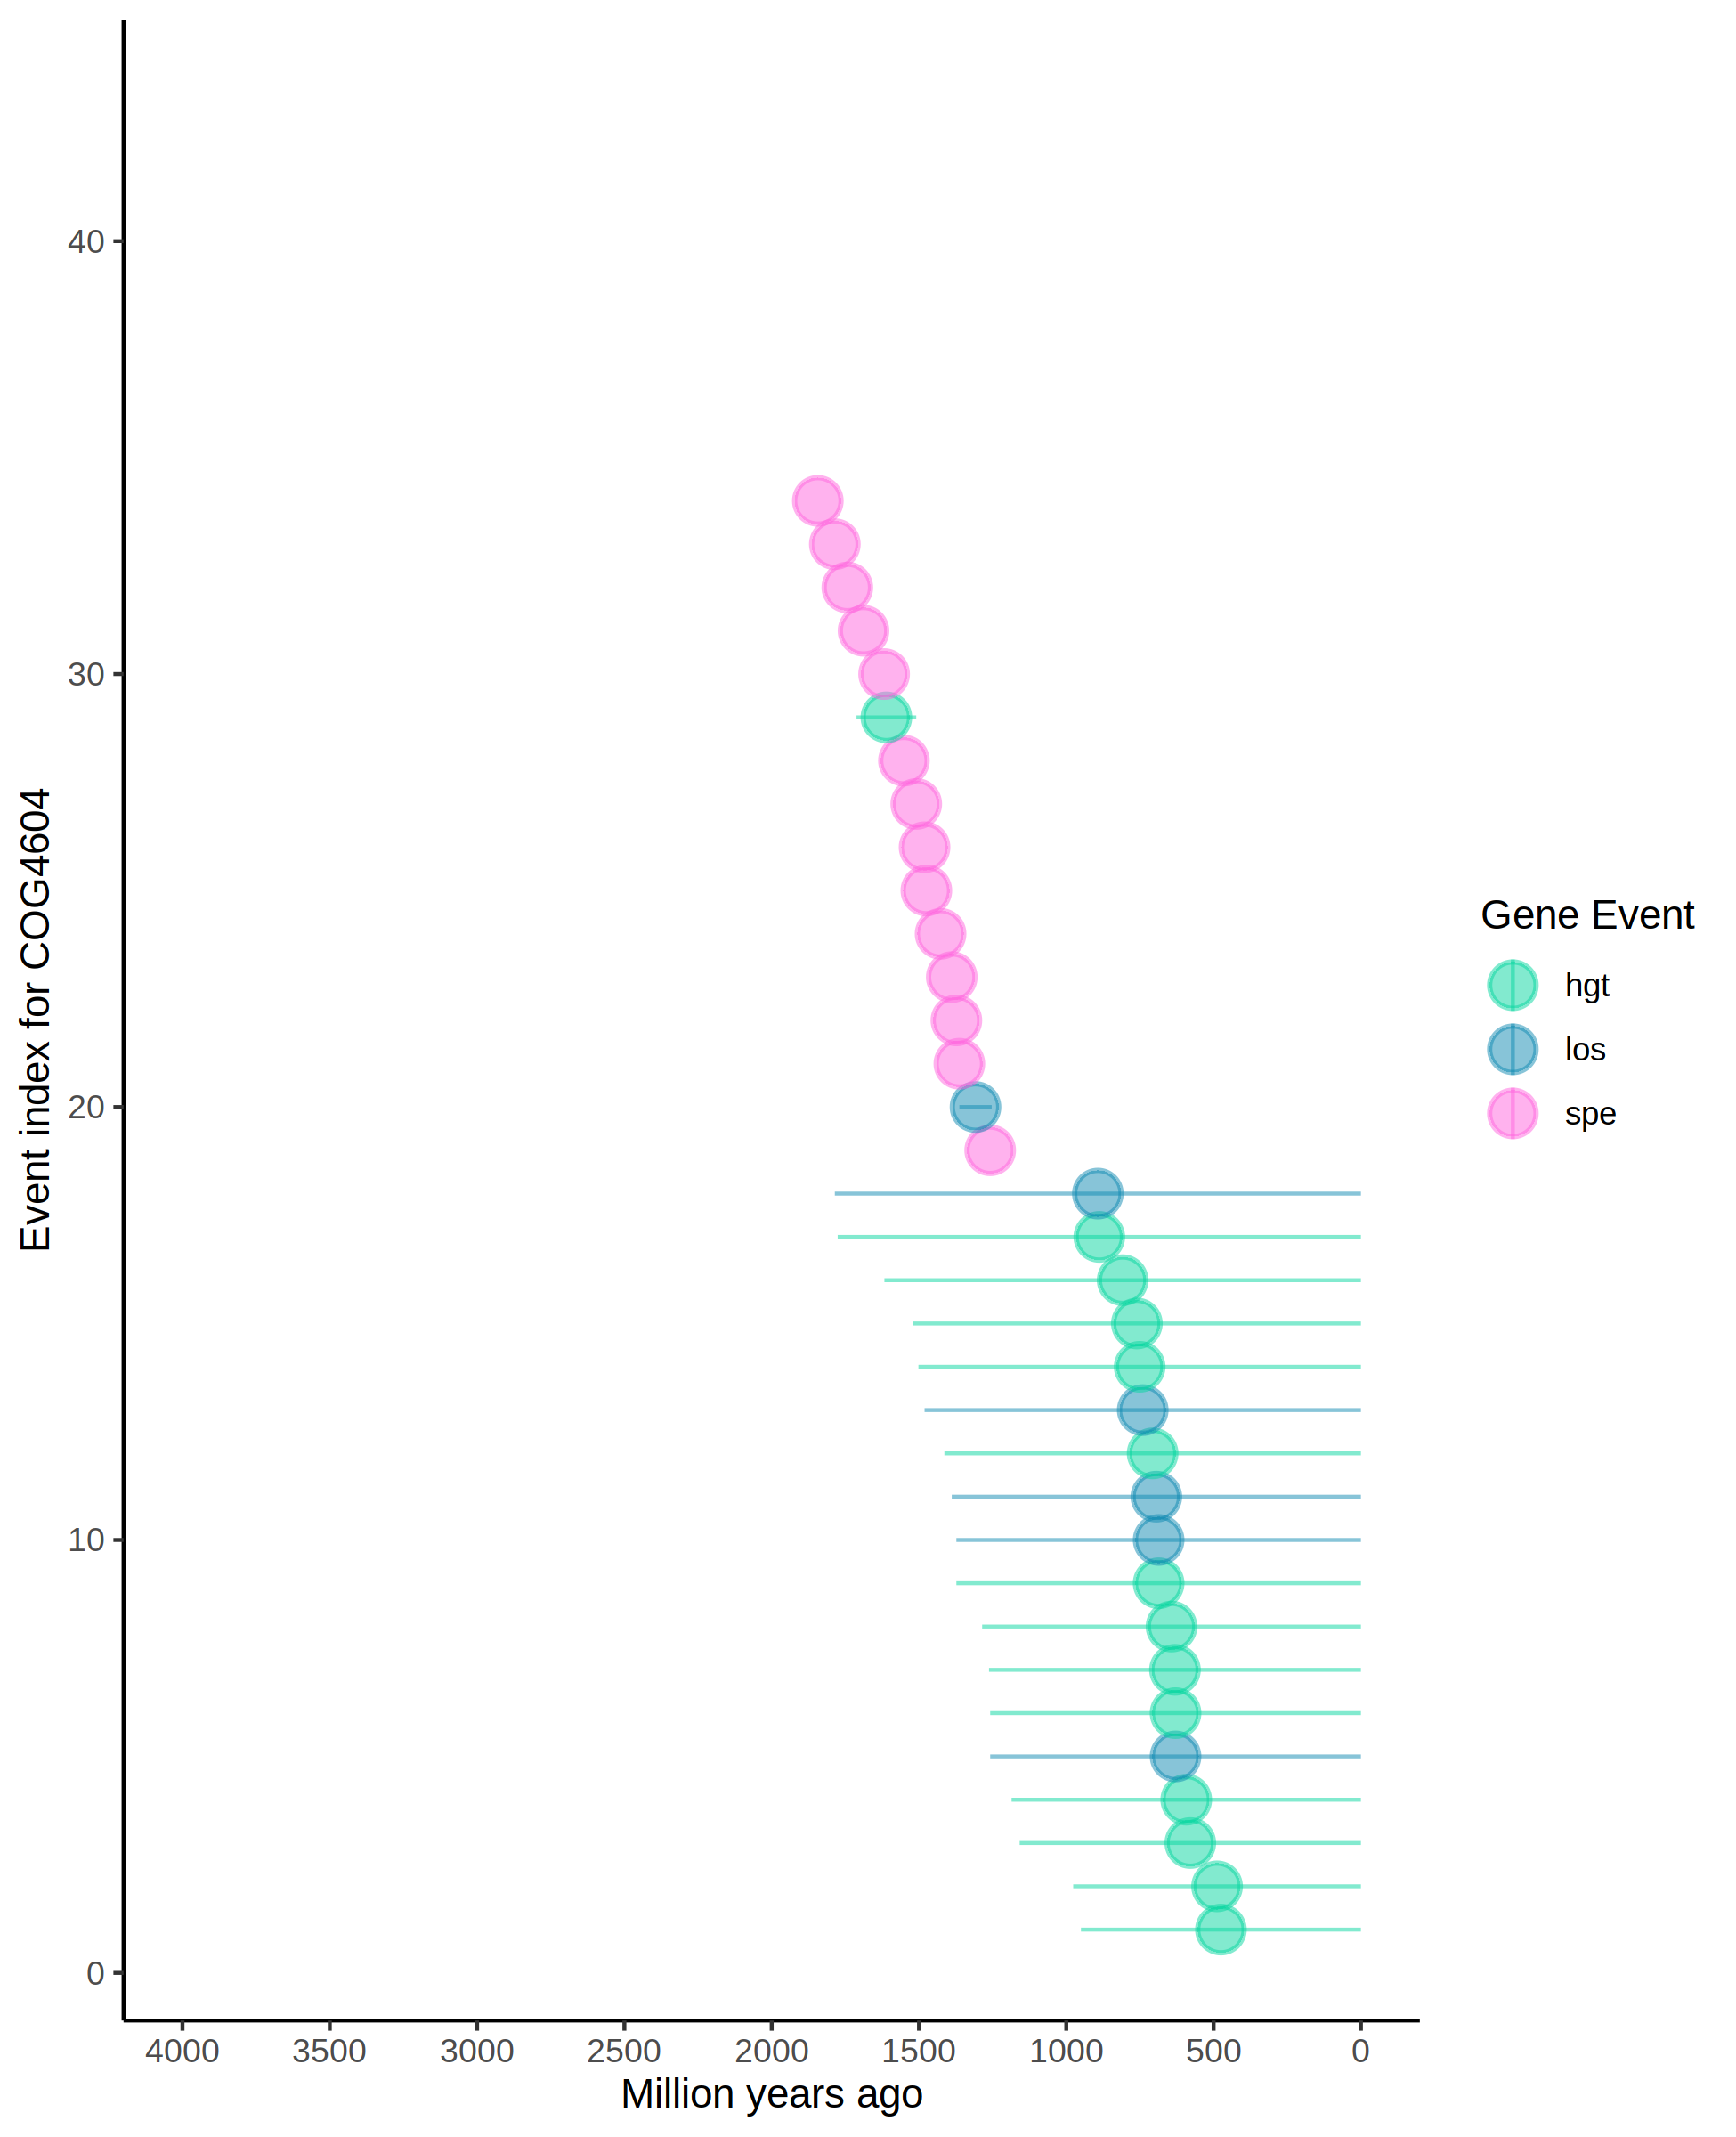 Event index for COG4604
40
30
20
10
0
4000 3500 3000 2500 2000 1500 1000 500 0
Million years ago
Gene Event
hgt
los
spe